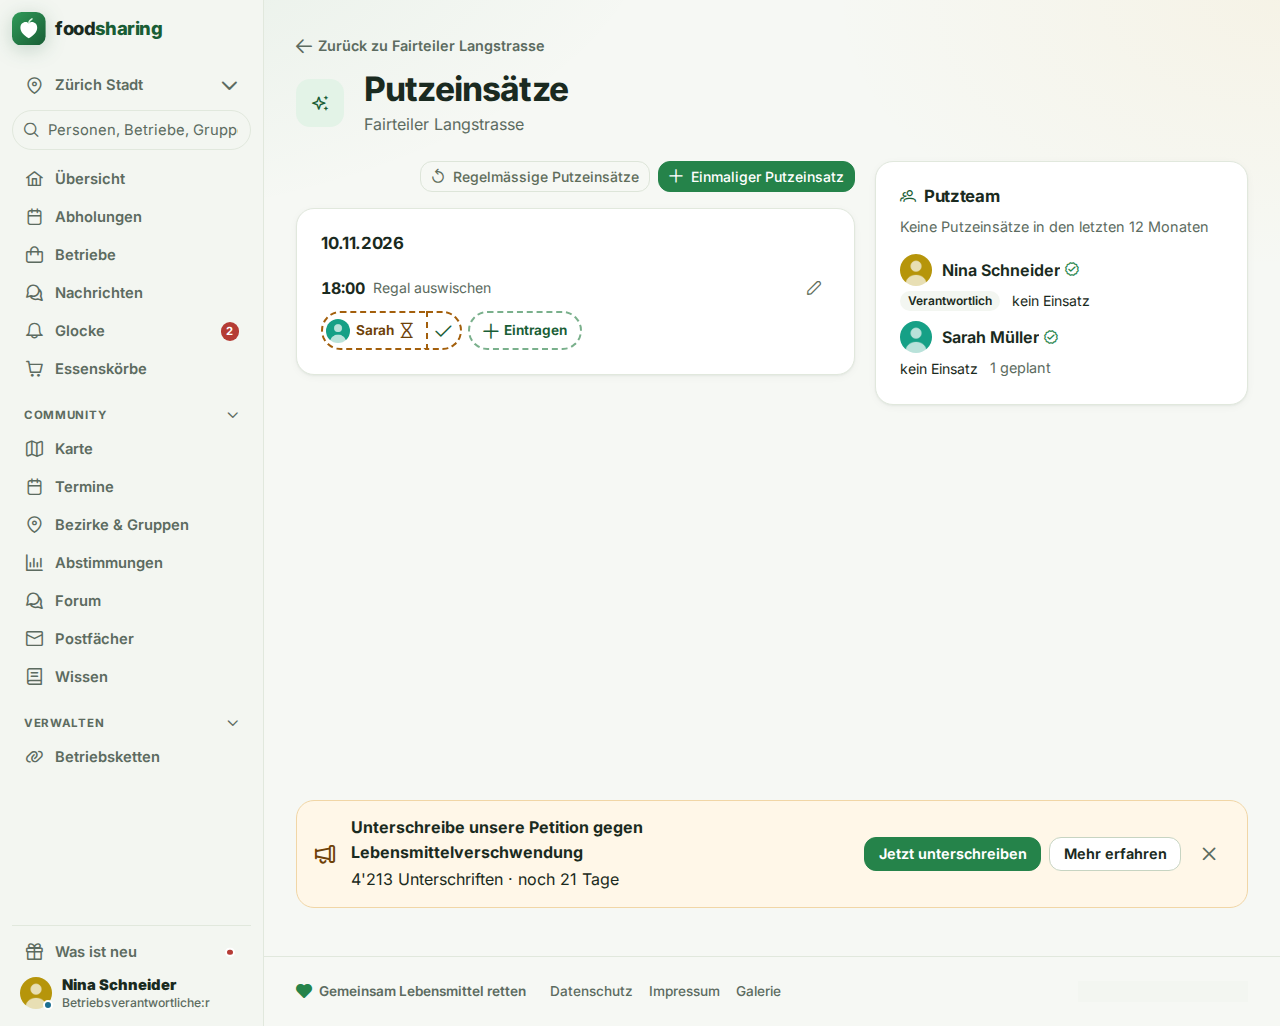 foodsharing
Zürich Stadt
Personen, Betriebe, Grupp
Übersicht
Abholungen
Betriebe
Nachrichten
Glocke 2
Essenskörbe
COMMUNITY
Karte
Termine
Bezirke & Gruppen
Abstimmungen
Forum
Postfächer
Wissen
VERWALTEN
Betriebsketten
Was ist neu
Nina Schneider
Betriebsverantwortliche:r
Zurück zu Fairteiler Langstrasse
Putzeinsätze
Fairteiler Langstrasse
Regelmässige Putzeinsätze
Einmaliger Putzeinsatz
10.11.2026
18:00 Regal auswischen
Sarah
Eintragen
Putzteam
Keine Putzeinsätze in den letzten 12 Monaten
Nina Schneider
Verantwortlich kein Einsatz
Sarah Müller
kein Einsatz 1 geplant
Unterschreibe unsere Petition gegen
Lebensmittelverschwendung
4'213 Unterschriften · noch 21 Tage
Jetzt unterschreiben
Mehr erfahren
Gemeinsam Lebensmittel retten
Datenschutz
Impressum
Galerie